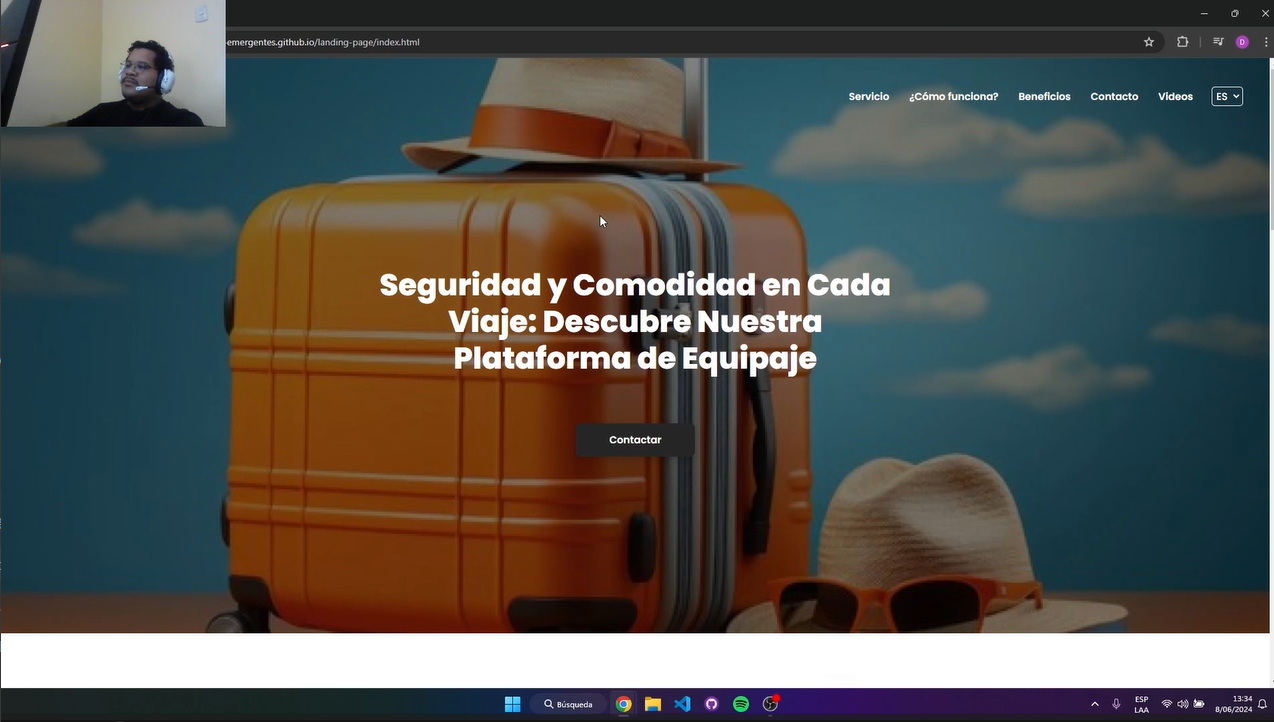 emergentes.github.io/landing-page/index.html
D
Servicio ¿Cómo funciona? Beneficios Contacto Videos ES
Seguridad y Comodidad en Cada
Viaje: Descubre Nuestra
Plataforma de Equipaje
Contactar
Búsqueda
ESP
LAA
13:34
8/06/2024